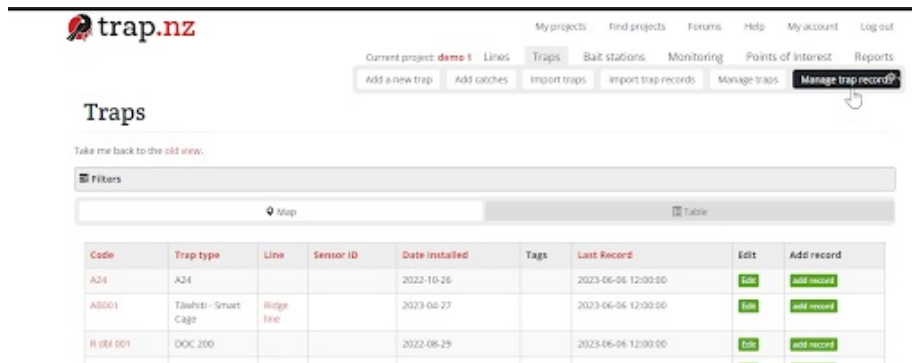 trap.nz
My projects Find projects Forums Help My account Log out
Current project: demo 1 Lines Traps Bait stations Monitoring Points of Interest Reports
Add a new trap Add catches Import traps Import trap records Manage traps Manage trap records
Traps
Take me back to the old view.
Filters
Map Table
Code Trap type Line Sensor ID Date installed Tags Last Record Edit Add record
A24 A24 2022-10-26 2023-06-06 12:00:00 Edit add record
AB001 Tāwhiti - Smart Cage Ridge line 2023-04-27 2023-06-06 12:00:00 Edit add record
R dbl 001 DOC 200 2022-08-29 2023-06-06 12:00:00 Edit add record